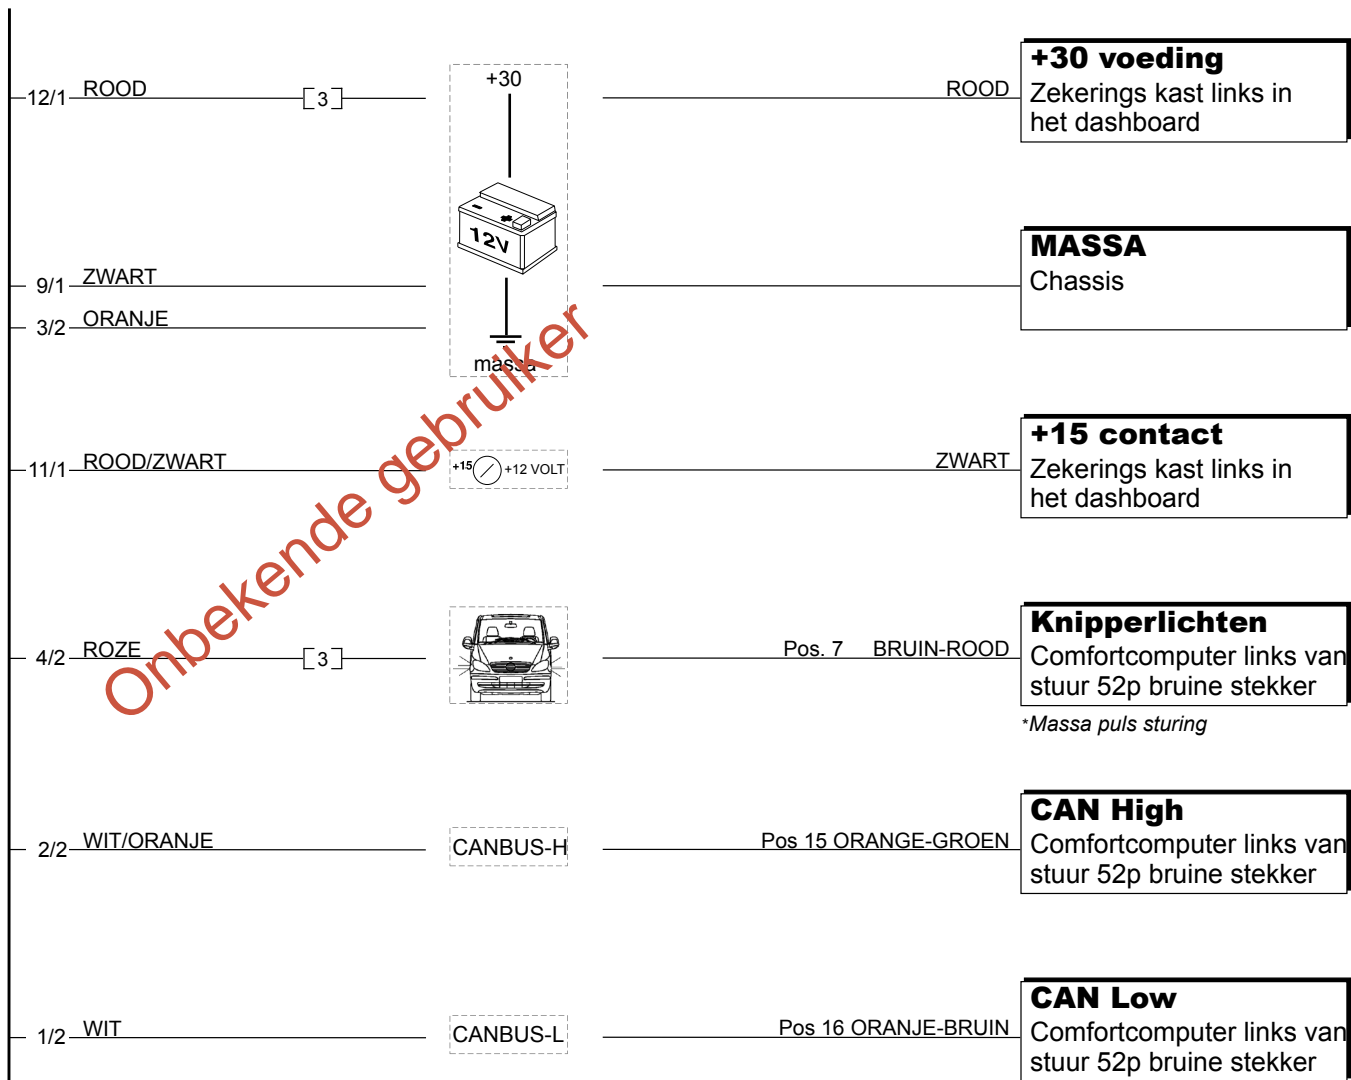 12/1 ROOD [3] +30 ROOD
+30 voeding
Zekerings kast links in
het dashboard
12V
9/1 ZWART
3/2 ORANJE
massa
MASSA
Chassis
11/1 ROOD/ZWART +15 +12 VOLT ZWART
+15 contact
Zekerings kast links in
het dashboard
4/2 ROZE [3] Pos. 7 BRUIN-ROOD
Knipperlichten
Comfortcomputer links van
stuur 52p bruine stekker
*Massa puls sturing
2/2 WIT/ORANJE CANBUS-H Pos 15 ORANGE-GROEN
CAN High
Comfortcomputer links van
stuur 52p bruine stekker
1/2 WIT CANBUS-L Pos 16 ORANJE-BRUIN
CAN Low
Comfortcomputer links van
stuur 52p bruine stekker
Onbekende gebruiker